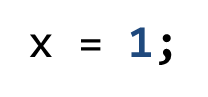 x = 1;